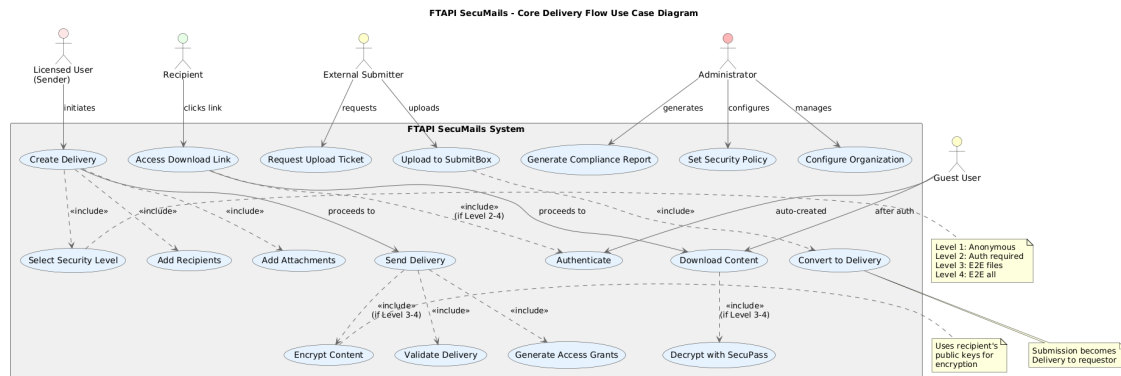 FTAPI SecuMails - Core Delivery Flow Use Case Diagram
Licensed User
(Sender)
Recipient
External Submitter
Administrator
initiates
clicks link
requests
uploads
generates
configures
manages
FTAPI SecuMails System
Create Delivery
Access Download Link
Request Upload Ticket
Upload to SubmitBox
Generate Compliance Report
Set Security Policy
Configure Organization
Guest User
«include»
«include»
«include»
proceeds to
«include»
(if Level 2-4)
proceeds to
«include»
auto-created
after auth
Select Security Level
Add Recipients
Add Attachments
Send Delivery
Authenticate
Download Content
Convert to Delivery
Level 1: Anonymous
Level 2: Auth required
Level 3: E2E files
Level 4: E2E all
«include»
(if Level 3-4)
«include»
«include»
«include»
(if Level 3-4)
Encrypt Content
Validate Delivery
Generate Access Grants
Decrypt with SecuPass
Uses recipient's
public keys for
encryption
Submission becomes
Delivery to requestor